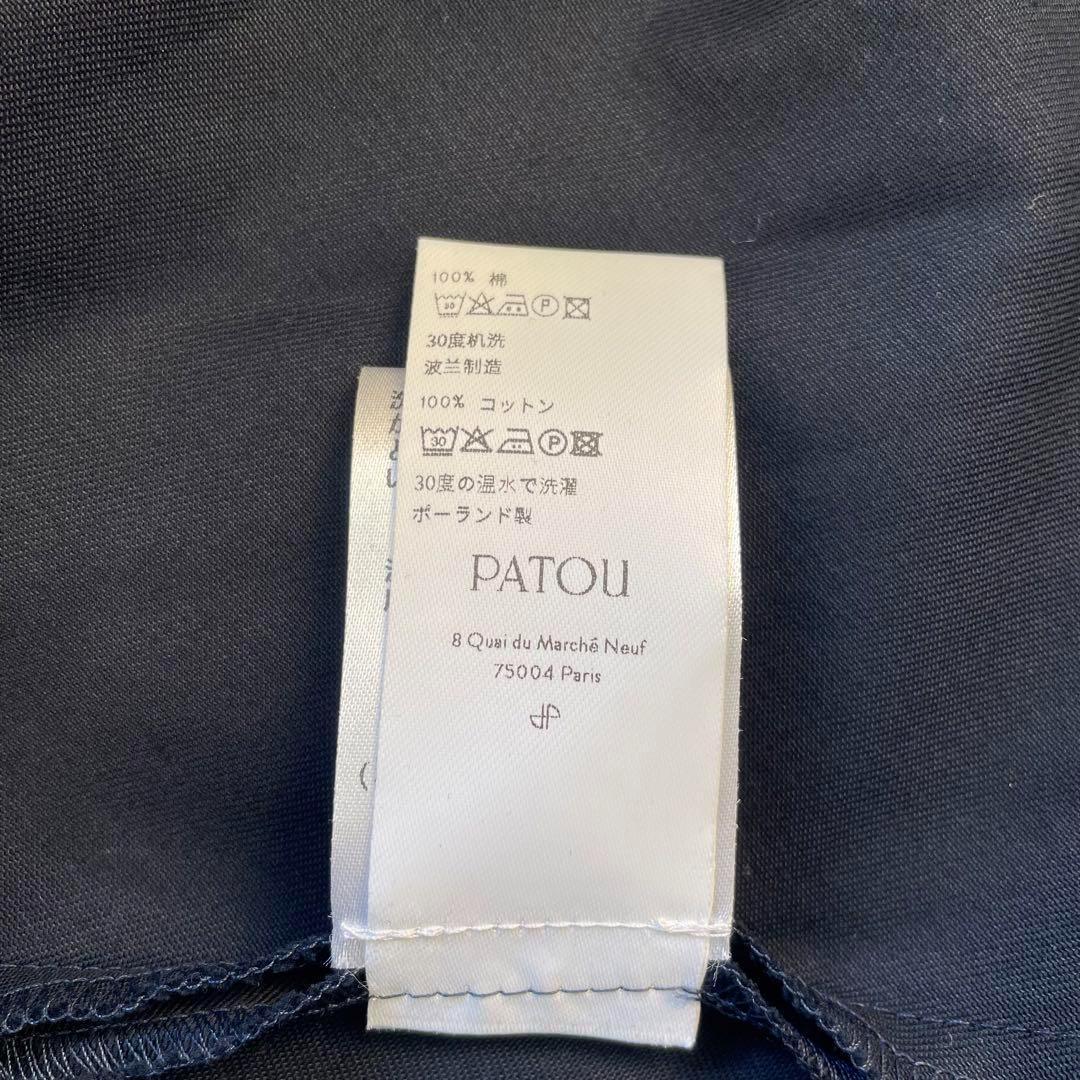 100% 棉
30
P
30度机洗
波兰制造
100% コットン
30
P
30度の温水で洗濯
ポーランド製
PATOU
8 Quai du Marché Neuf
75004 Paris